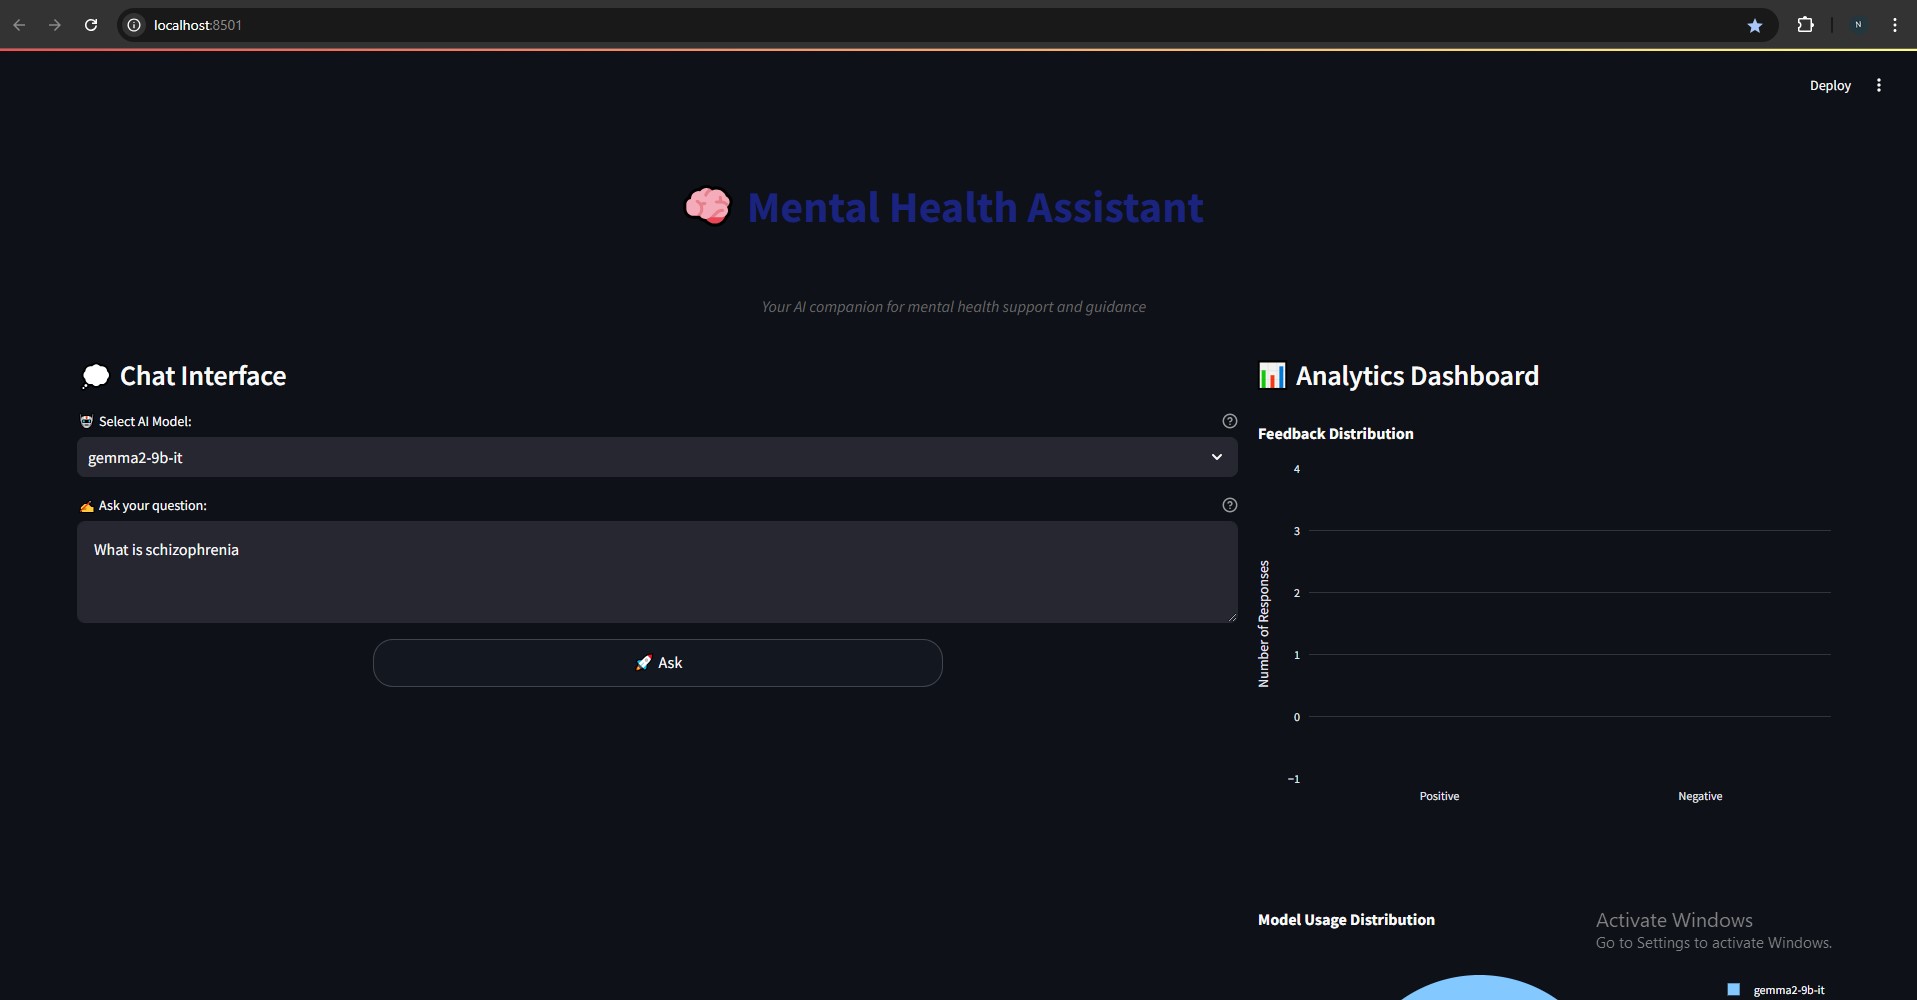 localhost:8501
N
Deploy
Mental Health Assistant
Your AI companion for mental health support and guidance
Chat Interface
Select AI Model:
gemma2-9b-it
Ask your question:
What is schizophrenia
Ask
Analytics Dashboard
Feedback Distribution
4
3
2
1
0
−1
Number of Responses
Positive
Negative
Model Usage Distribution
gemma2-9b-it
Activate Windows
Go to Settings to activate Windows.